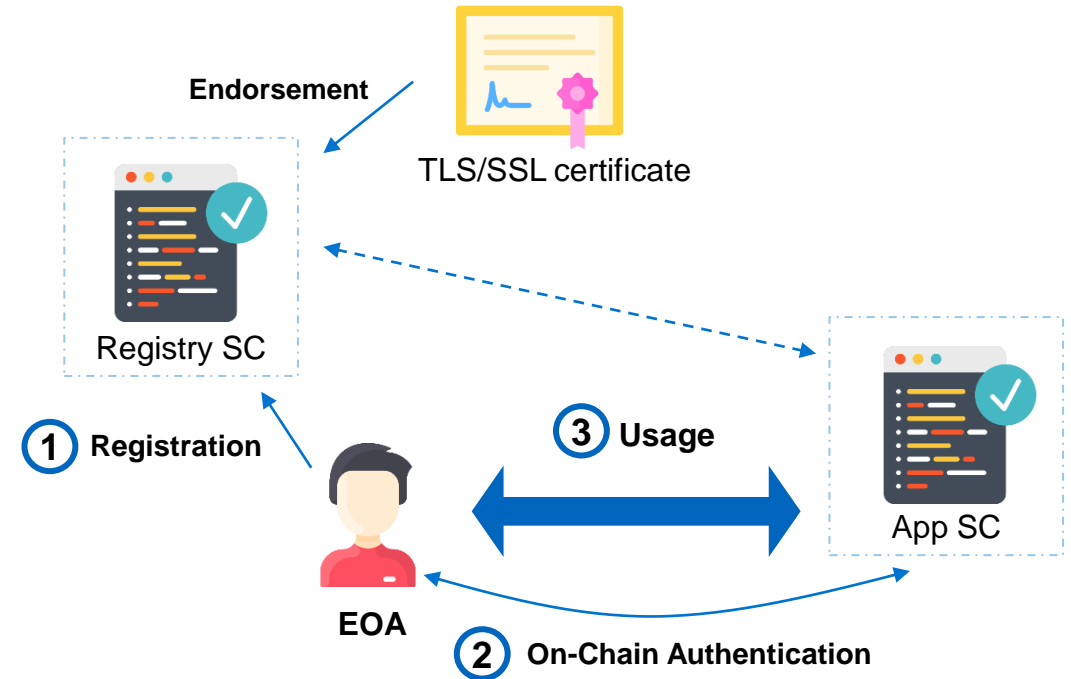 Endorsement
TLS/SSL certificate
Registry SC
1 Registration
3 Usage
App SC
EOA
2 On-Chain Authentication